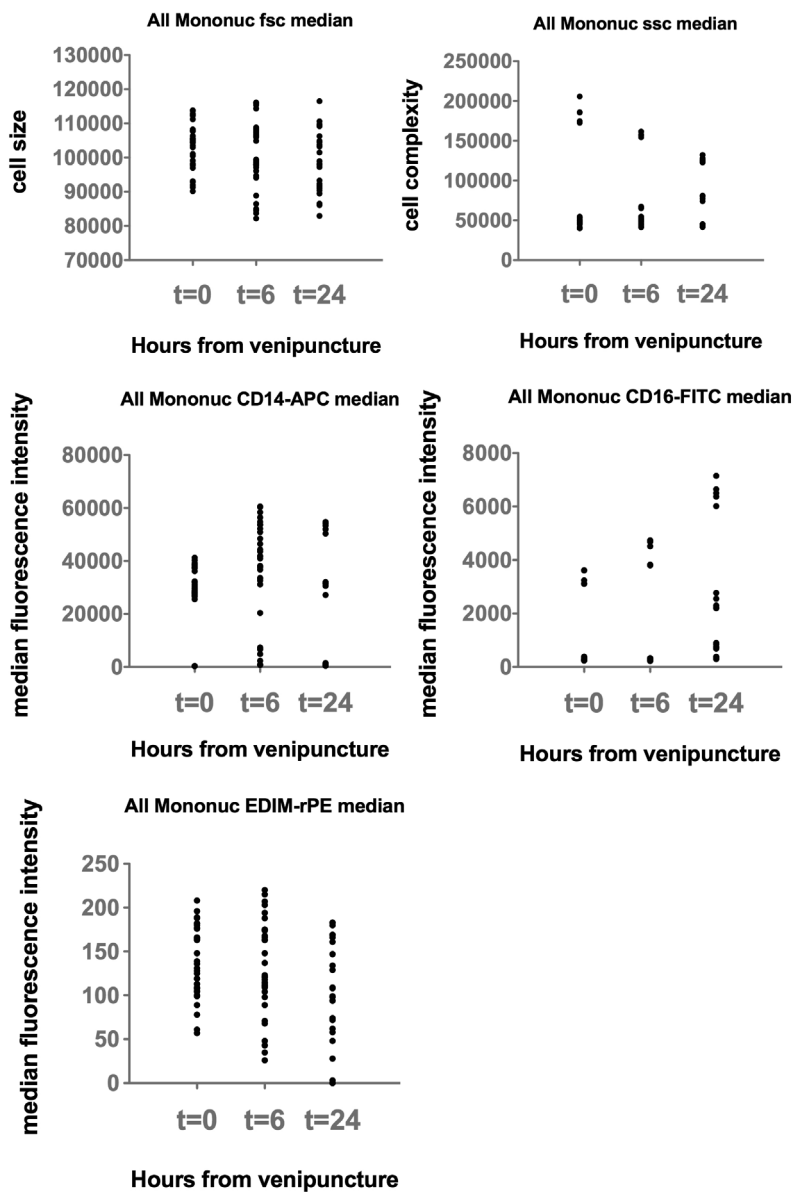 All Mononuc fsc median
cell size
130000
120000
110000
100000
90000
80000
70000
t=0 t=6 t=24
Hours from venipuncture
All Mononuc ssc median
cell complexity
250000
200000
150000
100000
50000
0
t=0 t=6 t=24
Hours from venipuncture
All Mononuc CD14-APC median
median fluorescence intensity
80000
60000
40000
20000
0
t=0 t=6 t=24
Hours from venipuncture
All Mononuc CD16-FITC median
median fluorescence intensity
8000
6000
4000
2000
0
t=0 t=6 t=24
Hours from venipuncture
All Mononuc EDIM-rPE median
median fluorescence intensity
250
200
150
100
50
0
t=0 t=6 t=24
Hours from venipuncture